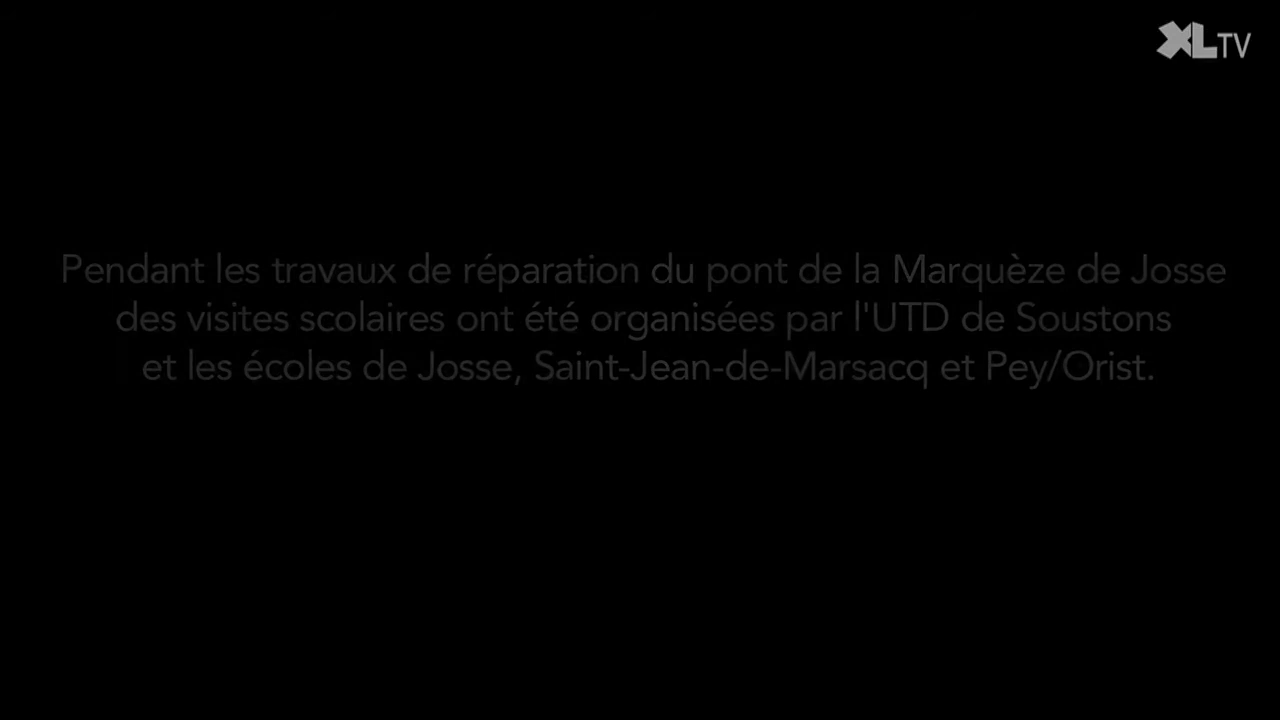 XLTV
Pendant les travaux de réparation du pont de la Marquèze de Josse
des visites scolaires ont été organisées par l'UTD de Soustons
et les écoles de Josse, Saint-Jean-de-Marsacq et Pey/Orist.